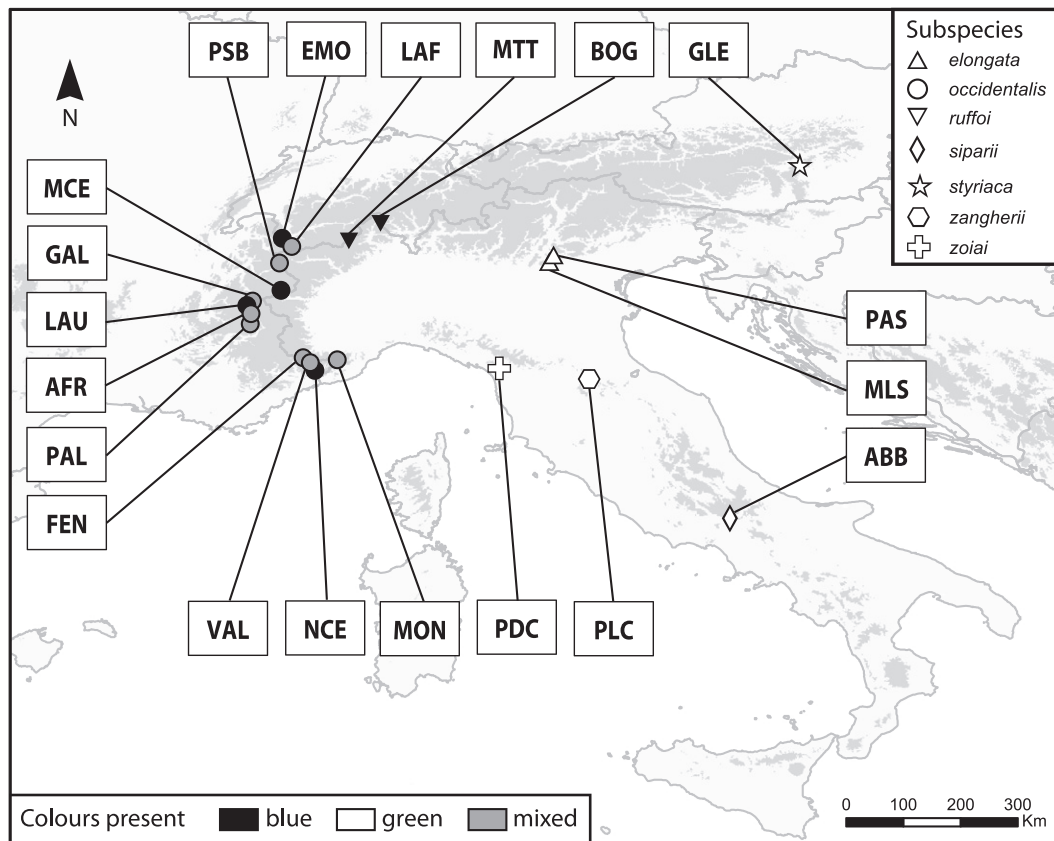 PSB EMO LAF MTT BOG GLE
Subspecies
elongata
occidentalis
ruffoi
siparii
styriaca
zangherii
zoiai
N
MCE
GAL
LAU
AFR
PAL
FEN
PAS
MLS
ABB
VAL NCE MON PDC PLC
Colours present blue green mixed
0 100 200 300
Km